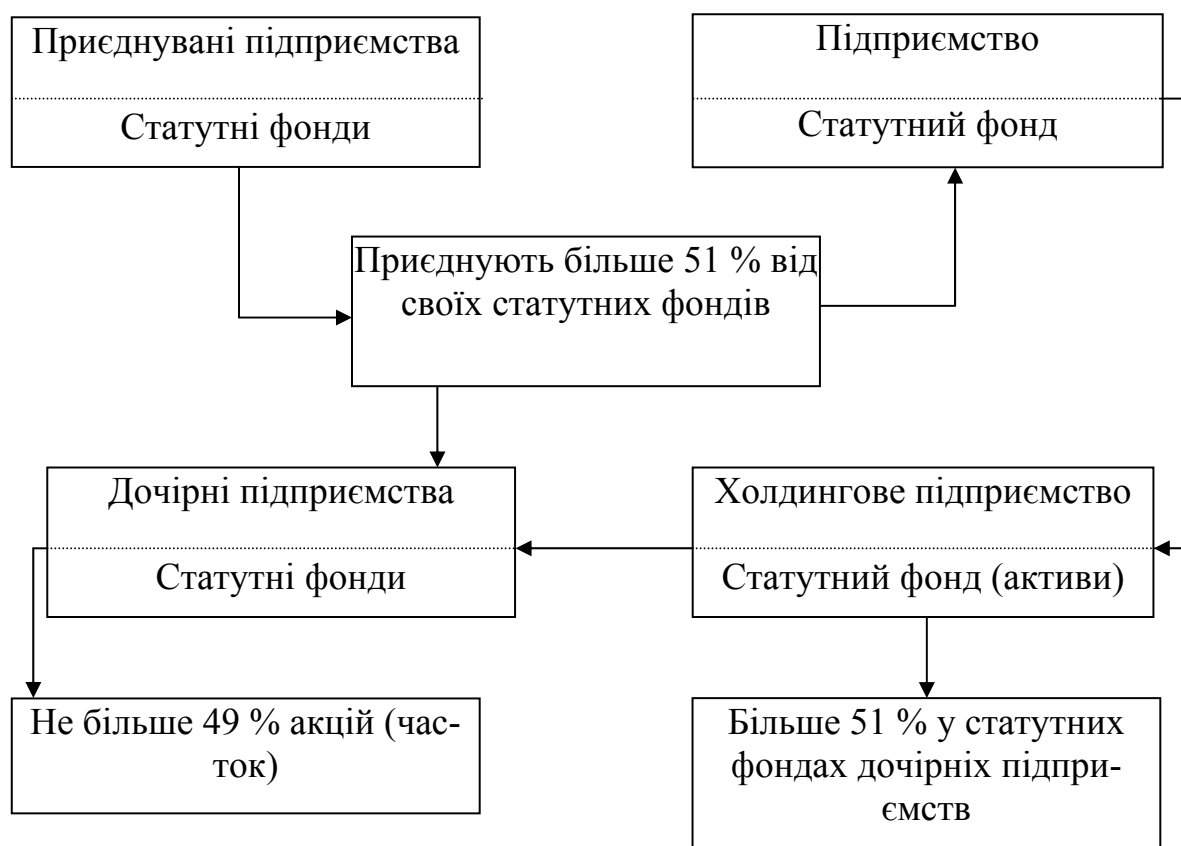 Приєднувані підприємства
Статутні фонди
Підприємство
Статутний фонд
Приєднують більше 51 % від
своїх статутних фондів
Дочірні підприємства
Статутні фонди
Холдингове підприємство
Статутний фонд (активи)
Не більше 49 % акцій (час-
ток)
Більше 51 % у статутних
фондах дочірніх підпри-
ємств